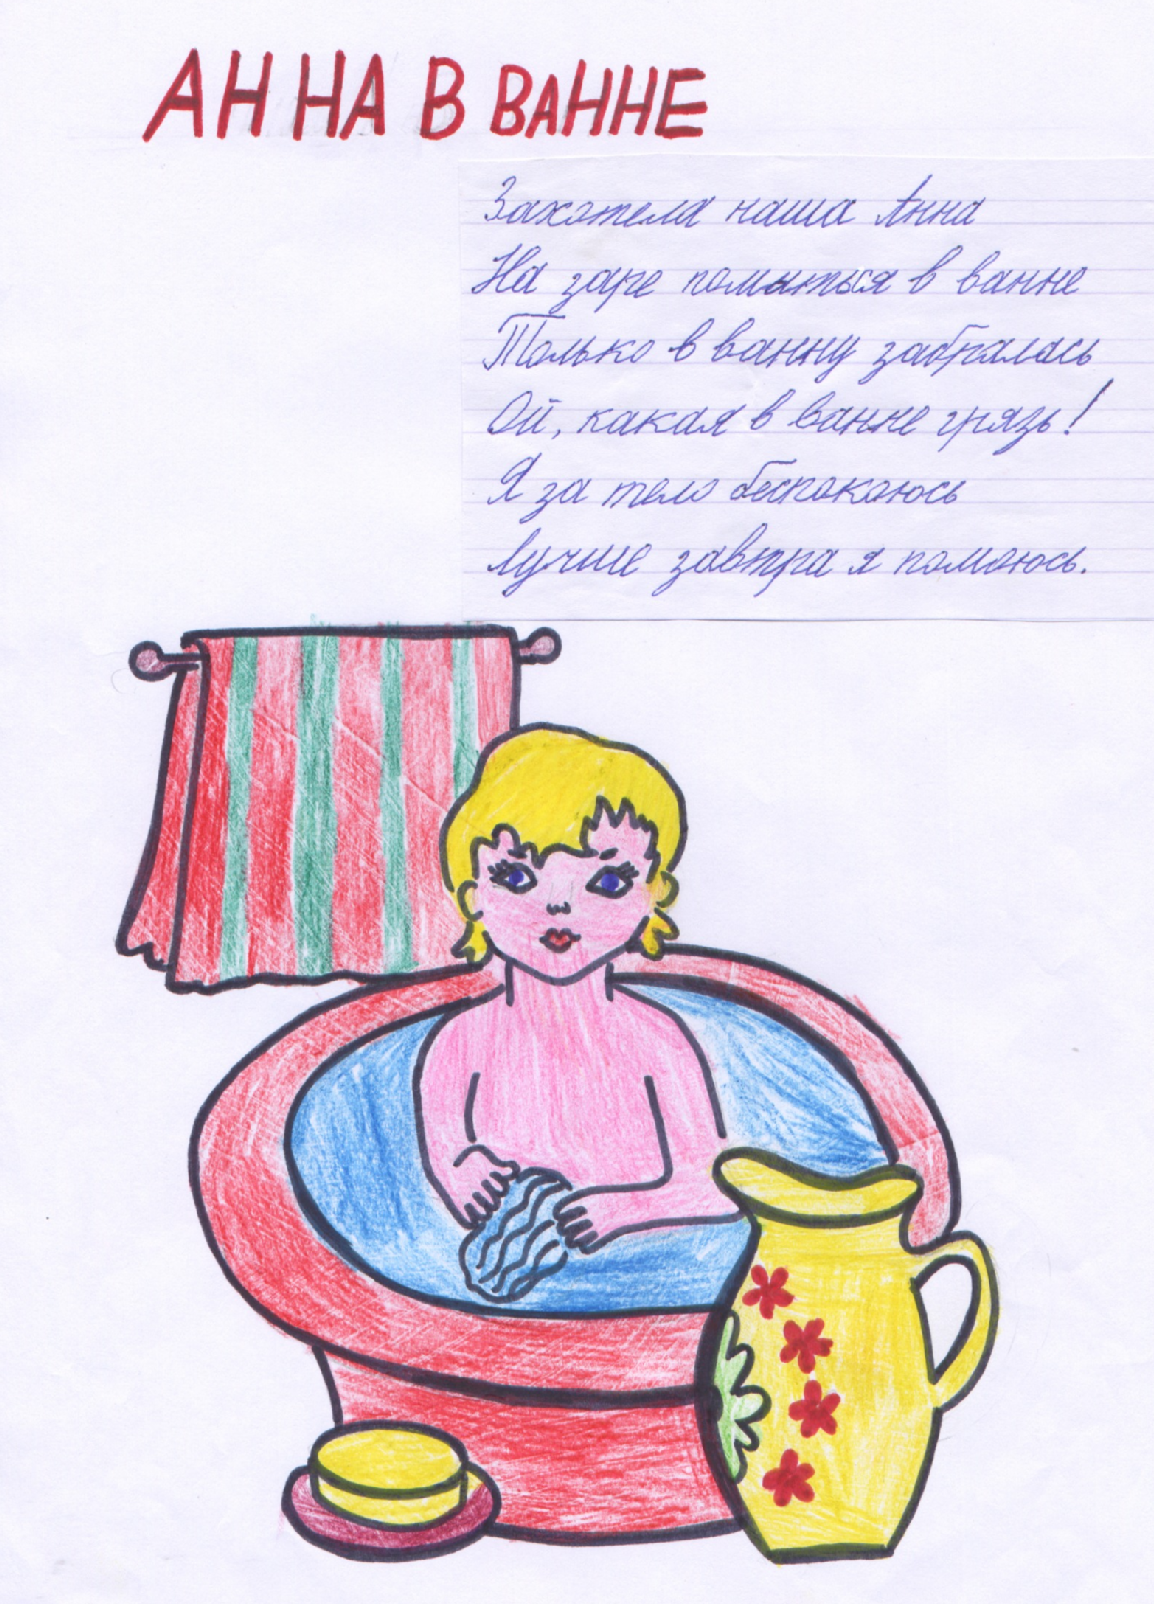 АННА В ВАННЕ
Захотела наша Анна
На заре помыться в ванне
Только в ванну забралась
Ой, какая в ванне грязь!
Я за тело беспокоюсь
Лучше завтра я помоюсь.